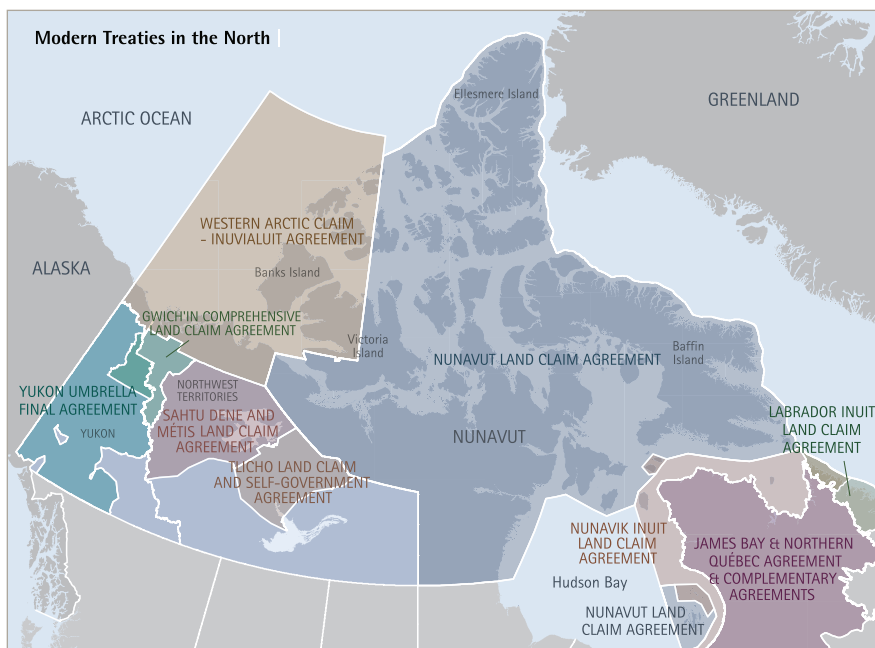 Modern Treaties in the North
Ellesmere Island
GREENLAND
ARCTIC OCEAN
WESTERN ARCTIC CLAIM
- INUVIALUIT AGREEMENT
ALASKA
Banks Island
GWICH'IN COMPREHENSIVE
LAND CLAIM AGREEMENT
Victoria
Island
NUNAVUT LAND CLAIM AGREEMENT
Baffin
Island
NORTHWEST
TERRITORIES
YUKON UMBRELLA
FINAL AGREEMENT
YUKON
SAHTU DENE AND
MÉTIS LAND CLAIM
AGREEMENT
NUNAVUT
LABRADOR INUIT
LAND CLAIM
AGREEMENT
TLICHO LAND CLAIM
AND SELF-GOVERNMENT
AGREEMENT
NUNAVIK INUIT
LAND CLAIM
AGREEMENT
JAMES BAY & NORTHERN
QUÉBEC AGREEMENT
& COMPLEMENTARY
AGREEMENTS
Hudson Bay
NUNAVUT LAND
CLAIM AGREEMENT